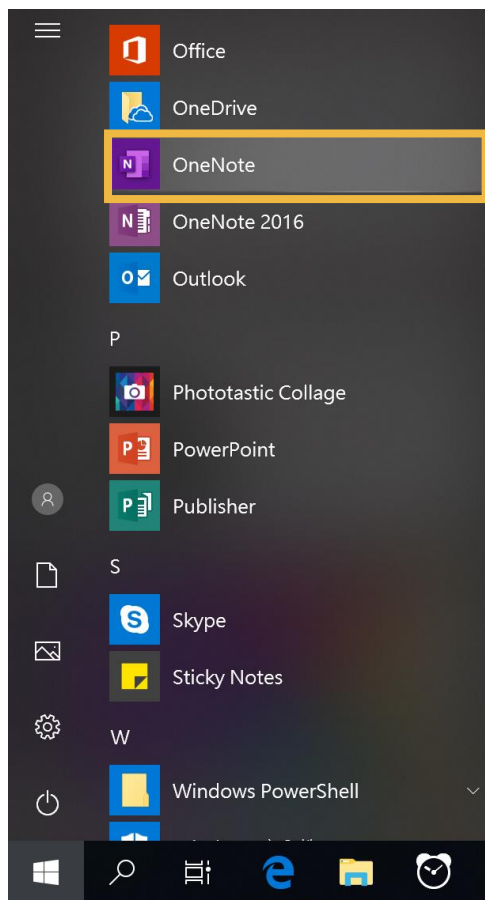 Office
OneDrive
OneNote
OneNote 2016
Outlook
P
Phototastic Collage
PowerPoint
Publisher
S
Skype
Sticky Notes
W
Windows PowerShell